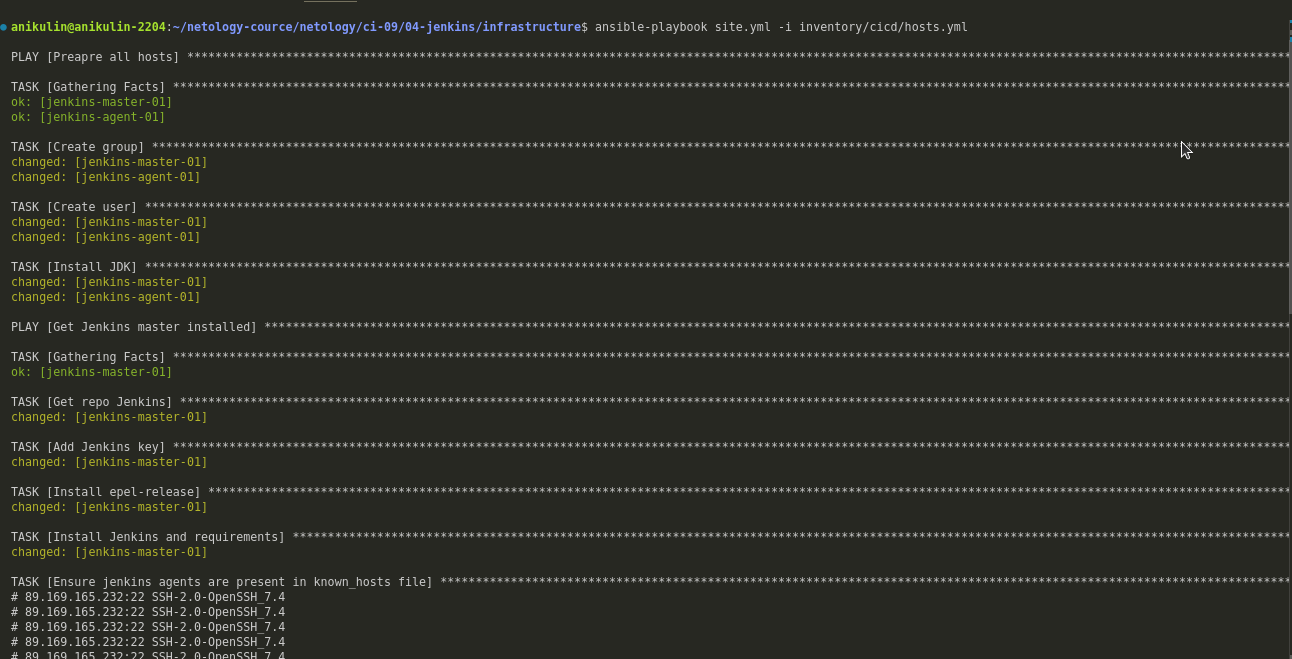 anikulin@anikulin-2204:~/netology-cource/netology/ci-09/04-jenkins/infrastructure$ ansible-playbook site.yml -i inventory/cicd/hosts.yml
PLAY [Preapre all hosts] ****************************************************************************************************************************************************************
TASK [Gathering Facts] ******************************************************************************************************************************************************************
ok: [jenkins-master-01]
ok: [jenkins-agent-01]
TASK [Create group] *********************************************************************************************************************************************************************
changed: [jenkins-master-01]
changed: [jenkins-agent-01]
TASK [Create user] **********************************************************************************************************************************************************************
changed: [jenkins-master-01]
changed: [jenkins-agent-01]
TASK [Install JDK] **********************************************************************************************************************************************************************
changed: [jenkins-master-01]
changed: [jenkins-agent-01]
PLAY [Get Jenkins master installed] *****************************************************************************************************************************************************
TASK [Gathering Facts] ******************************************************************************************************************************************************************
ok: [jenkins-master-01]
TASK [Get repo Jenkins] *****************************************************************************************************************************************************************
changed: [jenkins-master-01]
TASK [Add Jenkins key] ******************************************************************************************************************************************************************
changed: [jenkins-master-01]
TASK [Install epel-release] *************************************************************************************************************************************************************
changed: [jenkins-master-01]
TASK [Install Jenkins and requirements] *************************************************************************************************************************************************
changed: [jenkins-master-01]
TASK [Ensure jenkins agents are present in known_hosts file] ****************************************************************************************************************************
# 89.169.165.232:22 SSH-2.0-OpenSSH_7.4
# 89.169.165.232:22 SSH-2.0-OpenSSH_7.4
# 89.169.165.232:22 SSH-2.0-OpenSSH_7.4
# 89.169.165.232:22 SSH-2.0-OpenSSH_7.4
# 89.169.165.232:22 SSH-2.0-OpenSSH_7.4